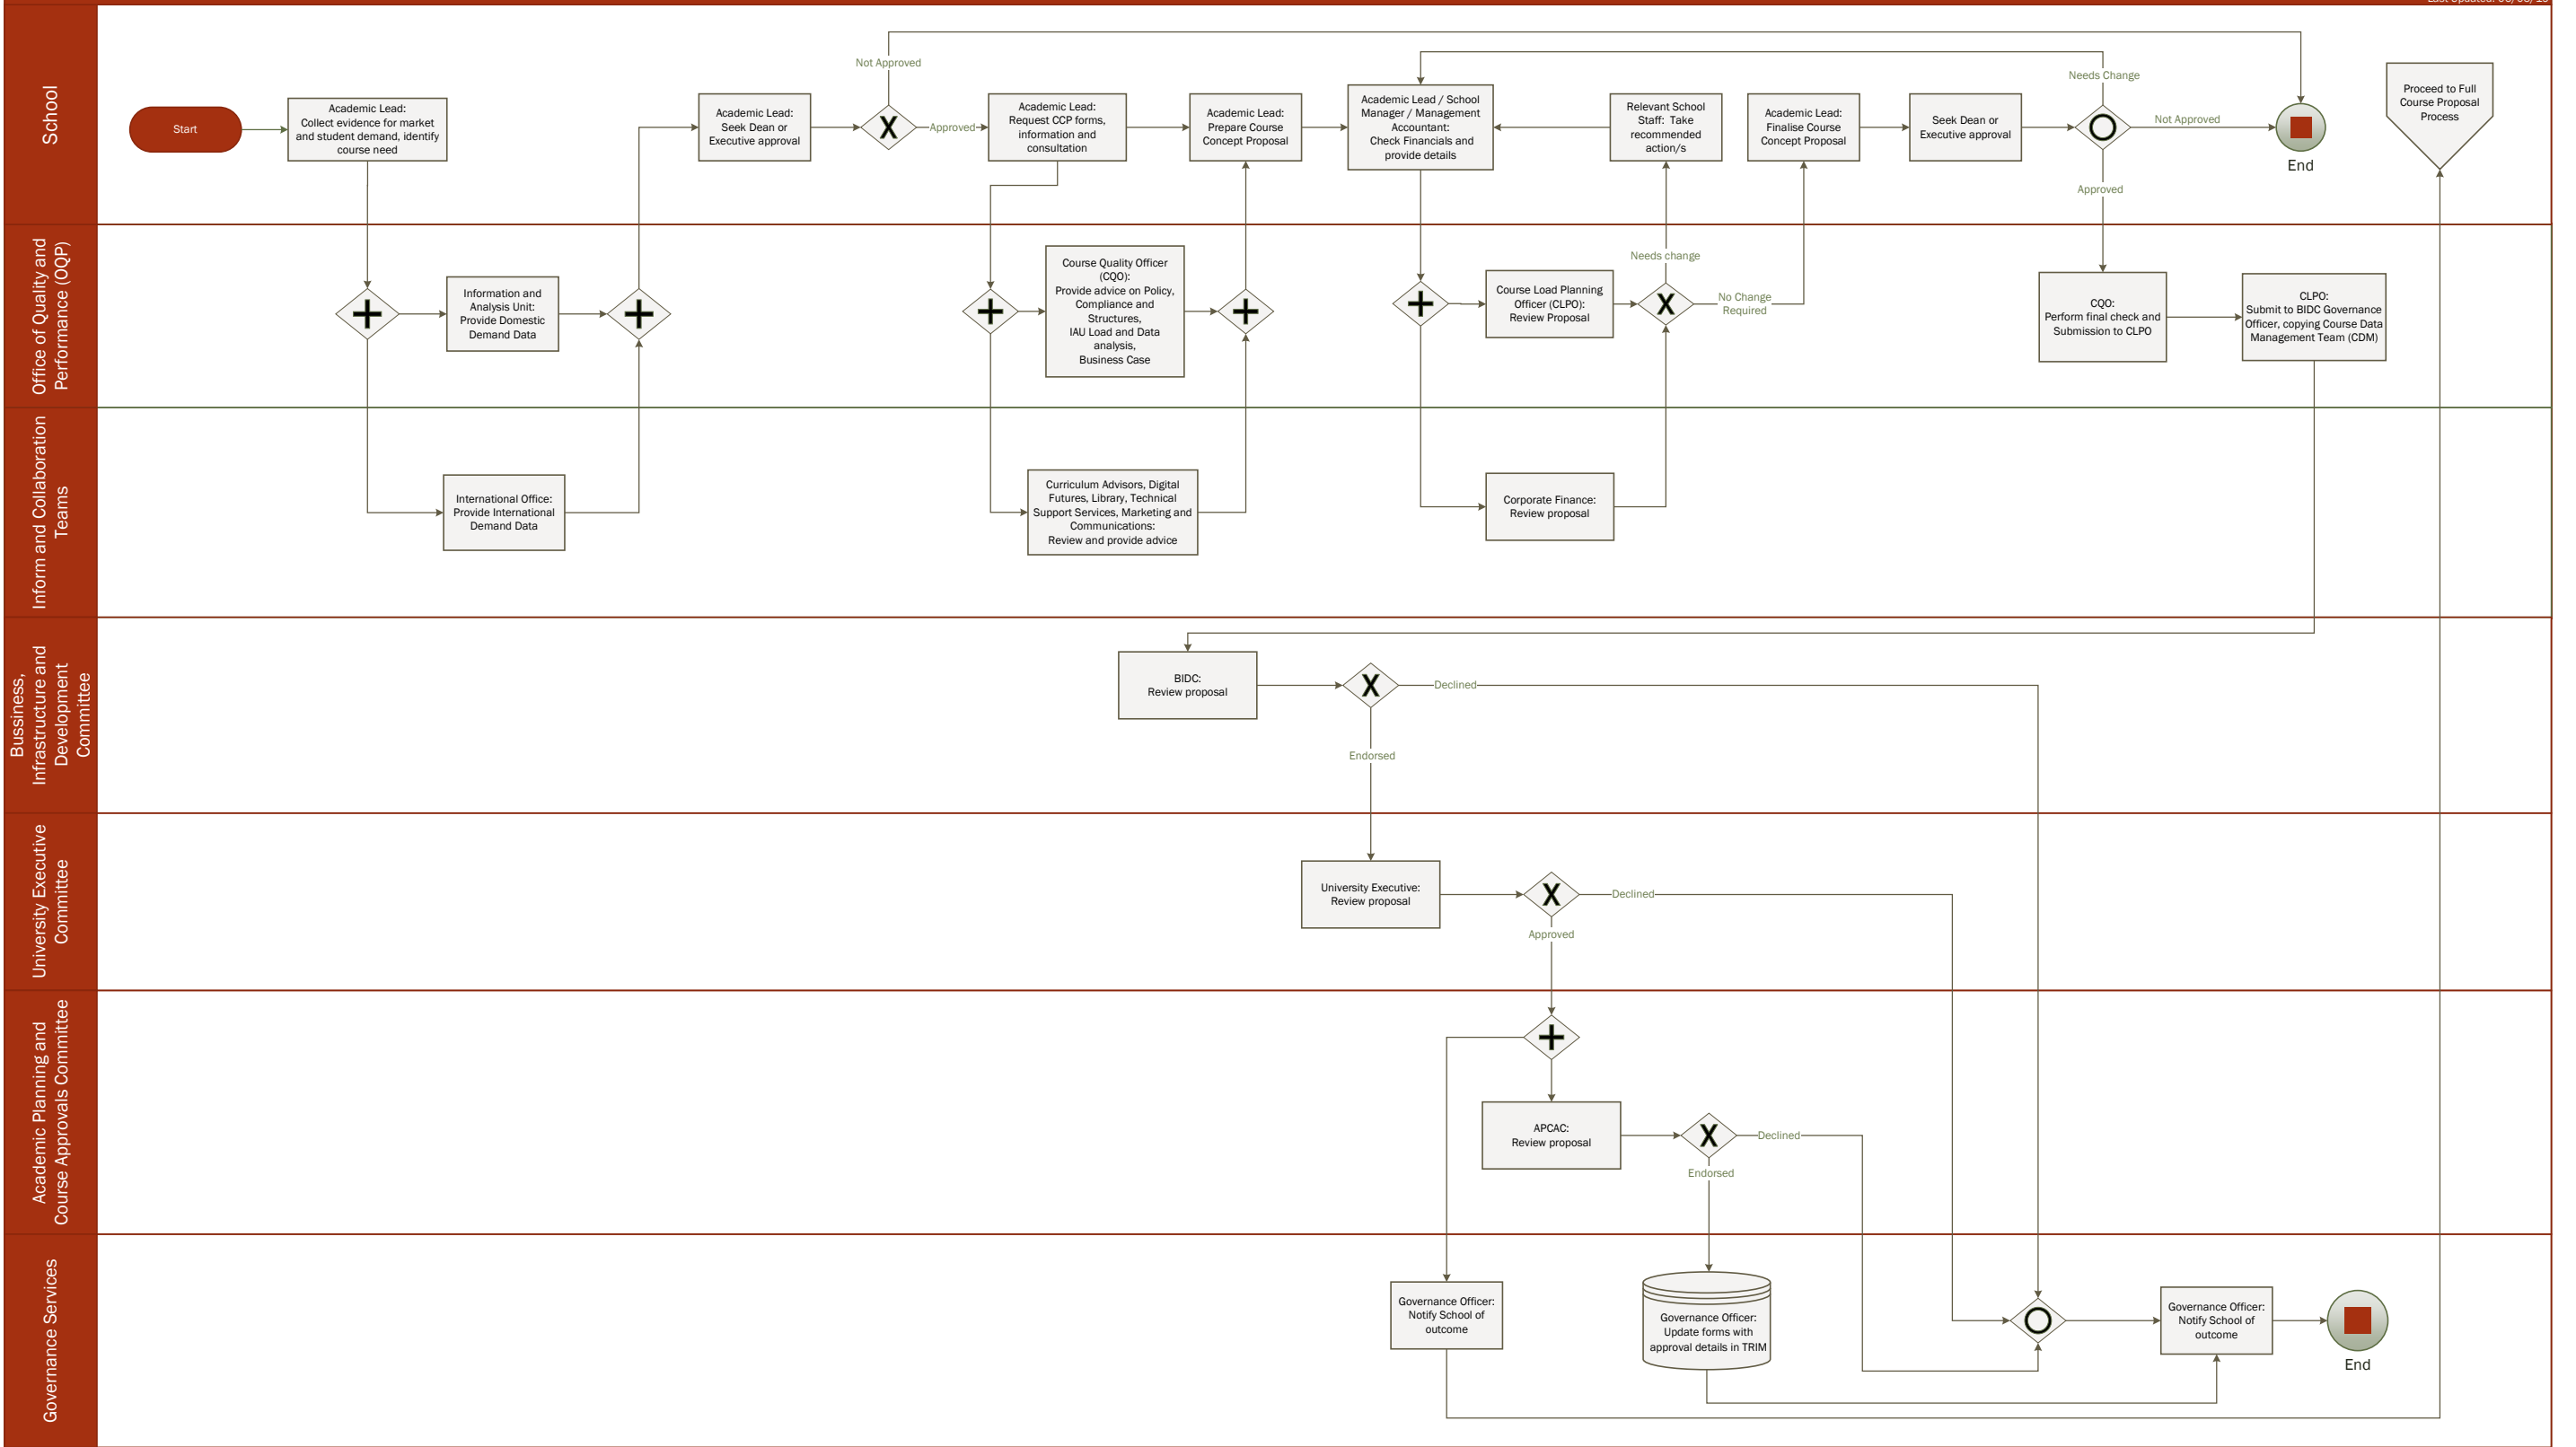 School
Start
Academic Lead:
Collect evidence for market
and student demand, identify
course need
Academic Lead:
Seek Dean or
Executive approval
Not Approved
Approved
Academic Lead:
Request CCP forms,
information and
consultation
Academic Lead:
Prepare Course
Concept Proposal
Academic Lead / School
Manager / Management
Accountant:
Check Financials and
provide details
Relevant School
Staff: Take
recommended
action/s
Academic Lead:
Finalise Course
Concept Proposal
Seek Dean or
Executive approval
Needs Change
Not Approved
Approved
End
Proceed to Full
Course Proposal
Process
Office of Quality and
Performance (OQP)
Information and
Analysis Unit:
Provide Domestic
Demand Data
Course Quality Officer
(CQO):
Provide advice on Policy,
Compliance and
Structures,
IAU Load and Data
analysis,
Business Case
Course Load Planning
Officer (CLPO):
Review Proposal
Needs change
No Change
Required
CQO:
Perform final check and
Submission to CLPO
CLPO:
Submit to BIDC Governance
Officer, copying Course Data
Management Team (CDM)
Inform and Collaboration
Teams
International Office:
Provide International
Demand Data
Curriculum Advisors, Digital
Futures, Library, Technical
Support Services, Marketing and
Communications:
Review and provide advice
Corporate Finance:
Review proposal
Bussiness,
Infrastructure and
Development
Committee
BIDC:
Review proposal
Declined
Endorsed
University Executive
Committee
University Executive:
Review proposal
Declined
Approved
Academic Planning and
Course Approvals Committee
APCAC:
Review proposal
Declined
Endorsed
Governance Services
Governance Officer:
Notify School of
outcome
Governance Officer:
Update forms with
approval details in TRIM
Governance Officer:
Notify School of
outcome
End